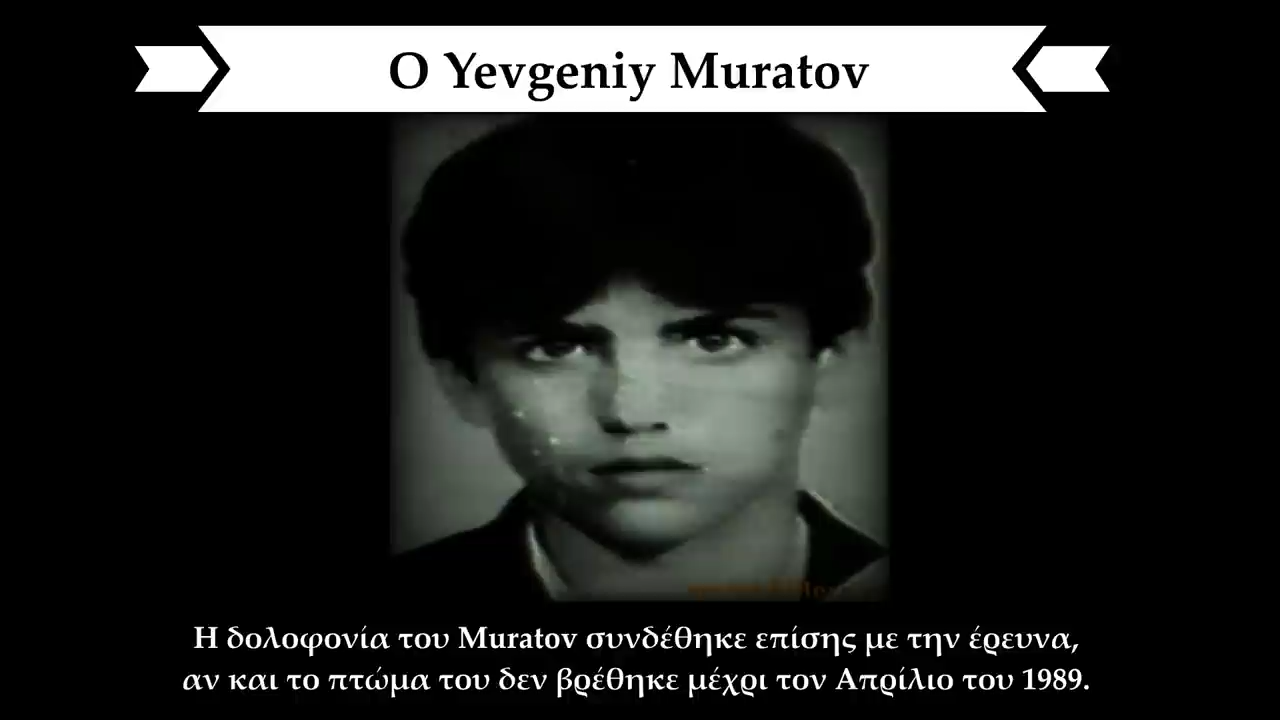 Ο Yevgeniy Muratov
Η δολοφονία του Muratov συνδέθηκε επίσης με την έρευνα,
αν και το πτώμα του δεν βρέθηκε μέχρι τον Απρίλιο του 1989.